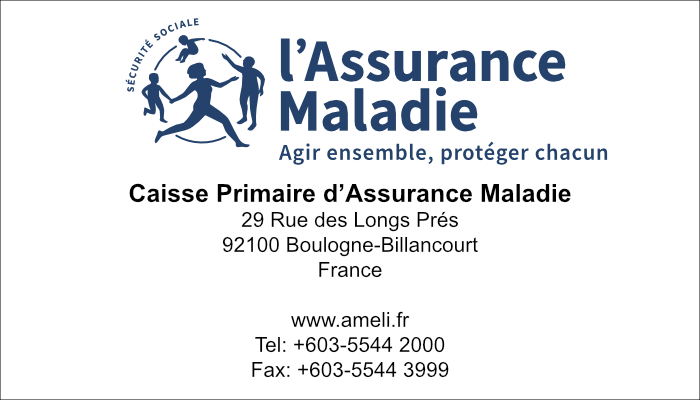 SÉCURITÉ SOCIALE
l’Assurance
Maladie
Agir ensemble, protéger chacun
Caisse Primaire d’Assurance Maladie
29 Rue des Longs Prés
92100 Boulogne-Billancourt
France
www.ameli.fr
Tel: +603-5544 2000
Fax: +603-5544 3999